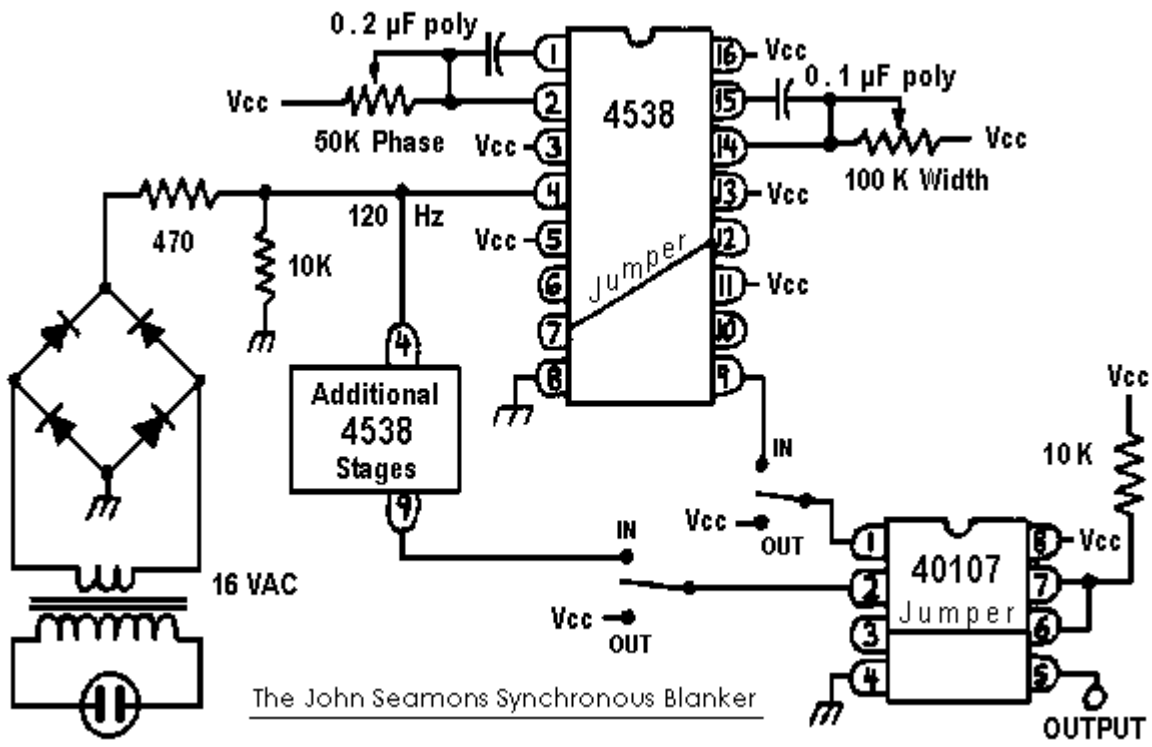 0.2 µF poly
Vcc
50K Phase
1
2
Vcc
3
4
Vcc
5
6
7
8
4538
Jumper
16
Vcc
0.1 µF poly
15
14
Vcc
100 K Width
13
Vcc
12
11
Vcc
10
9
470
10K
120 Hz
4
Additional
4538
Stages
9
16 VAC
IN
Vcc
OUT
IN
Vcc
OUT
Vcc
10 K
1
2
3
4
40107
Jumper
8
Vcc
7
6
5
OUTPUT
The John Seamons Synchronous Blanker